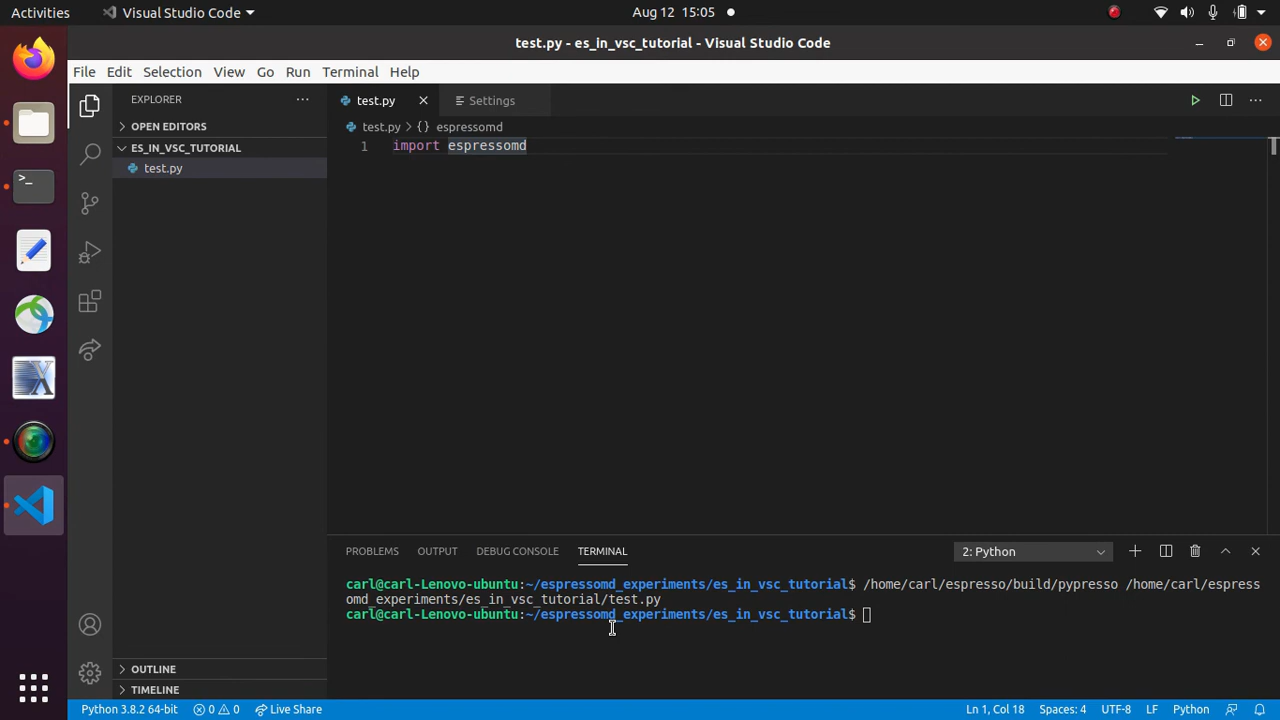 Activities
Visual Studio Code
Aug 12 15:05
test.py - es_in_vsc_tutorial - Visual Studio Code
File Edit Selection View Go Run Terminal Help
EXPLORER
OPEN EDITORS
ES_IN_VSC_TUTORIAL
test.py
OUTLINE
TIMELINE
test.py
Settings
test.py > {} espressomd
1 import espressomd
PROBLEMS OUTPUT DEBUG CONSOLE TERMINAL
2: Python
carl@carl-Lenovo-ubuntu:~/espressomd_experiments/es_in_vsc_tutorial$ /home/carl/espresso/build/pypresso /home/carl/espress
omd_experiments/es_in_vsc_tutorial/test.py
carl@carl-Lenovo-ubuntu:~/espressomd_experiments/es_in_vsc_tutorial$
Python 3.8.2 64-bit 0 0 Live Share Ln 1, Col 18 Spaces: 4 UTF-8 LF Python